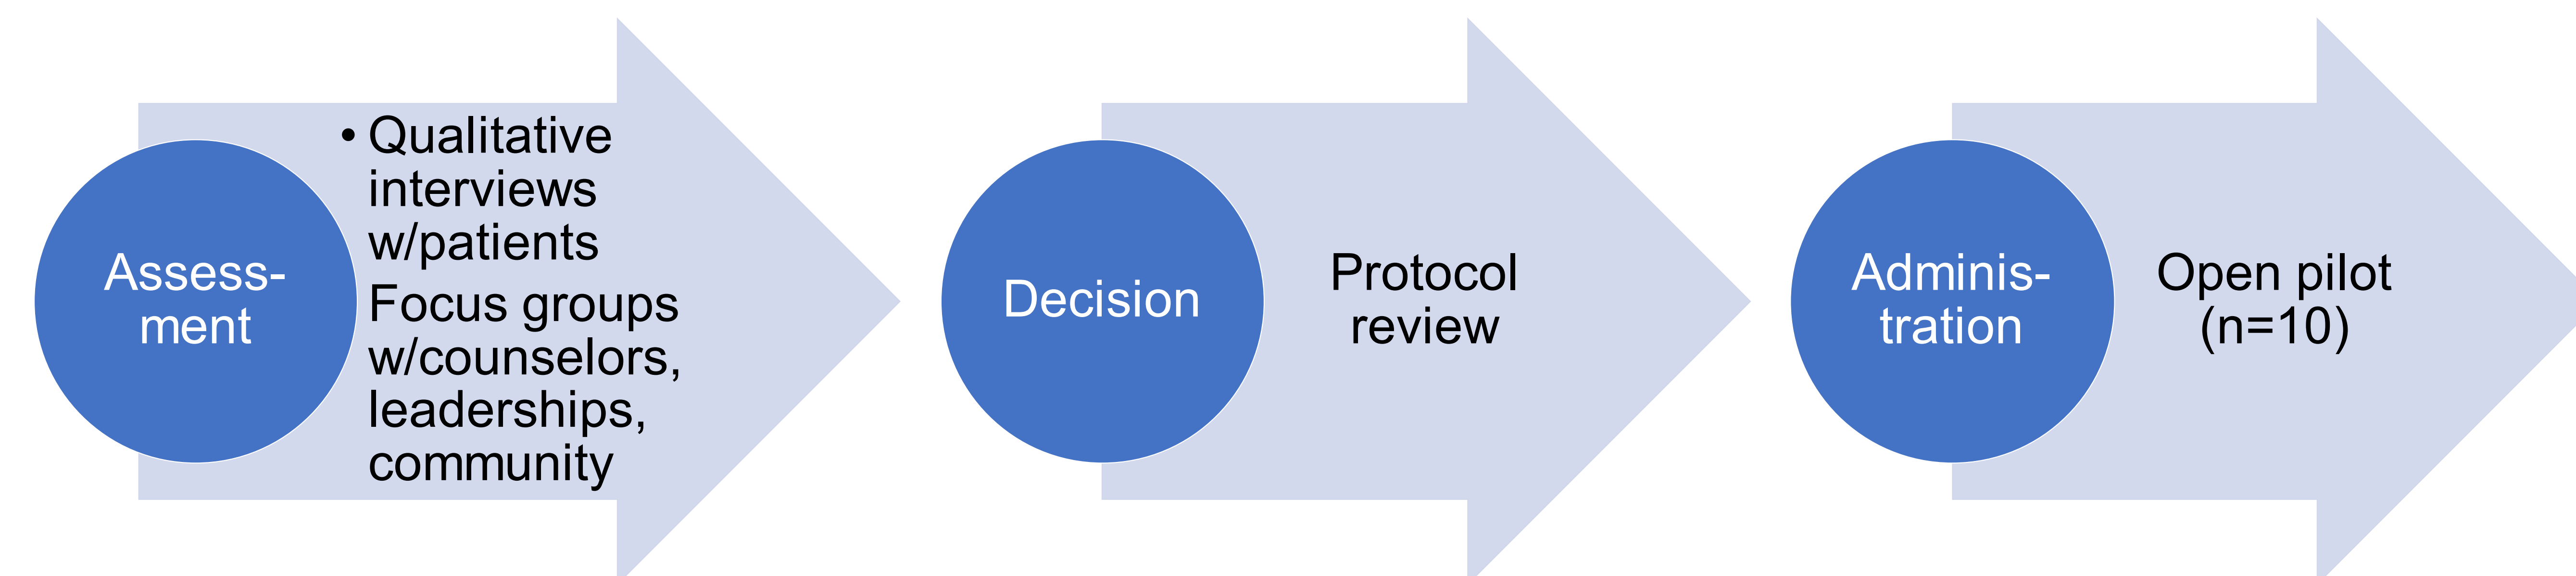 Assess-
ment
• Qualitative
interviews
w/patients
Focus groups
w/counselors,
leaderships,
community
Decision
Protocol
review
Adminis-
tration
Open pilot
(n=10)